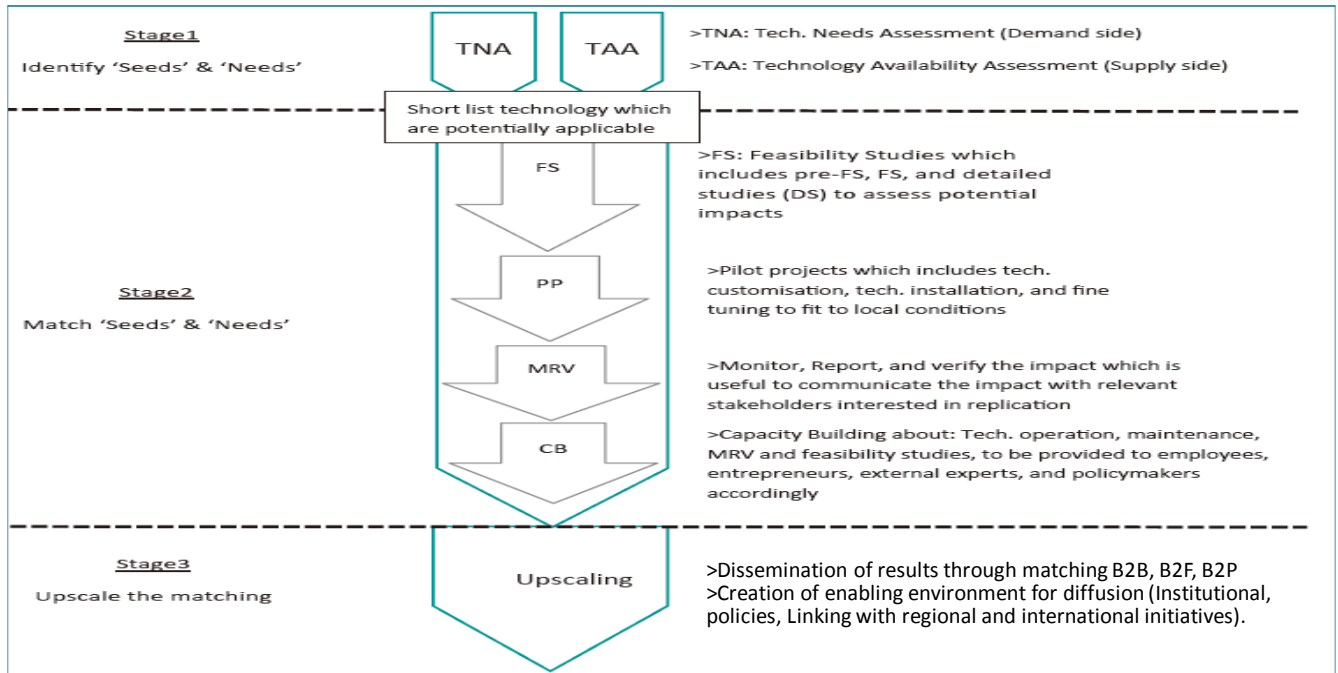 Stage1
Identify ‘Seeds’ & ‘Needs’
TNA
TAA
>TNA: Tech. Needs Assessment (Demand side)
>TAA: Technology Availability Assessment (Supply side)
Short list technology which
are potentially applicable
Stage2
Match ‘Seeds’ & ‘Needs’
FS
>FS: Feasibility Studies which
includes pre-FS, FS, and detailed
studies (DS) to assess potential
impacts
PP
>Pilot projects which includes tech.
customisation, tech. installation, and fine
tuning to fit to local conditions
MRV
>Monitor, Report, and verify the impact which is
useful to communicate the impact with relevant
stakeholders interested in replication
CB
>Capacity Building about: Tech. operation, maintenance,
MRV and feasibility studies, to be provided to employees,
entrepreneurs, external experts, and policymakers
accordingly
Stage3
Upscale the matching
Upscaling
>Dissemination of results through matching B2B, B2F, B2P
>Creation of enabling environment for diffusion (Institutional,
policies, Linking with regional and international initiatives).